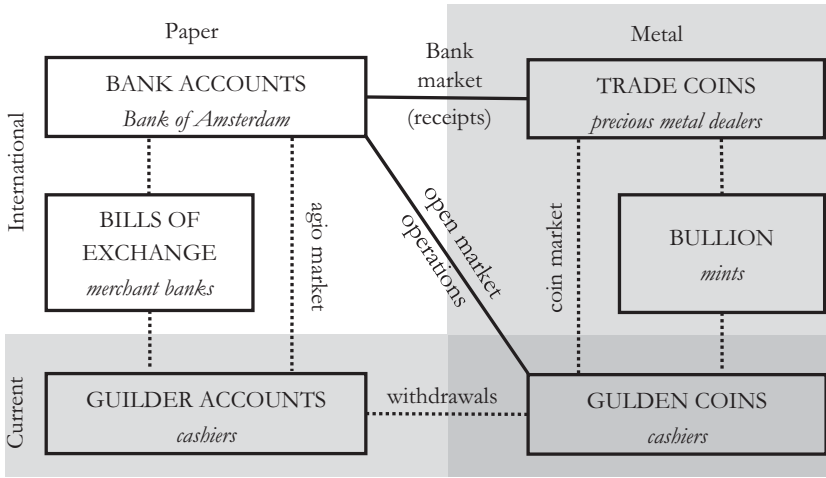 Paper
Metal
International
BANK ACCOUNTS
Bank of Amsterdam
Bank
market
(receipts)
TRADE COINS
precious metal dealers
BILLS OF
EXCHANGE
merchant banks
agio market
open market
operations
coin market
BULLION
mints
Current
GUILDER ACCOUNTS
cashiers
withdrawals
GULDEN COINS
cashiers